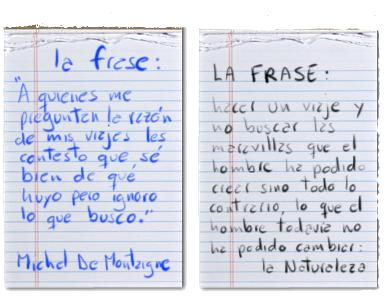 la frase:
"A quienes me
preguntan la razón
de mis viajes les
contesto que sé
bien de qué
huyo pero ignoro
lo que busco."
Michel De Montaigne
LA FRASE:
hacer un viaje y
no buscar las
maravillas que el
hombre ha podido
crear sino todo lo
contrario, lo que el
hombre todavía no
ha podido cambiar:
la Naturaleza